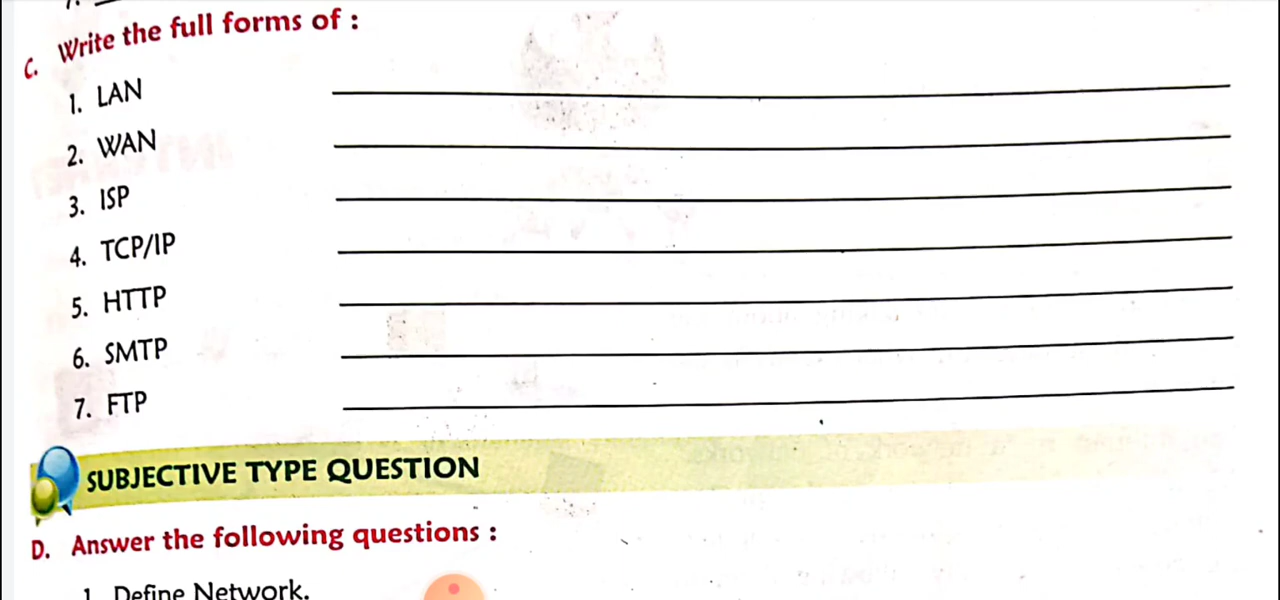 C. Write the full forms of :
1. LAN
2. WAN
3. ISP
4. TCP/IP
5. HTTP
6. SMTP
7. FTP
SUBJECTIVE TYPE QUESTION
D. Answer the following questions :
1. Define Network.